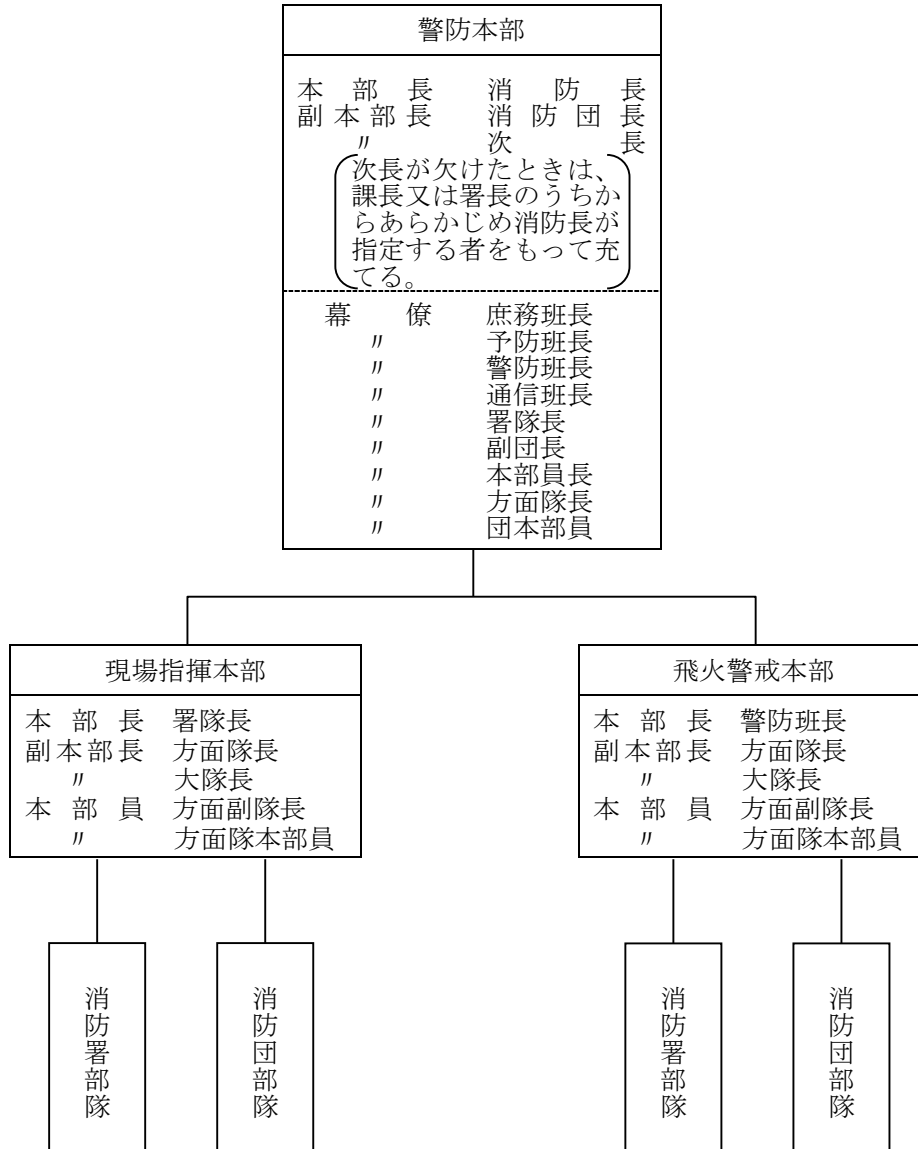 警防本部
本部長 消防長
副本部長 消防団長
〃 次長
次長が欠けたときは、
課長又は署長のうちか
らあらかじめ消防長が
指定する者をもって充
てる。
幕僚 庶務班長
〃 予防班長
〃 警防班長
〃 通信班長
〃 署隊長
〃 副団長
〃 本部員長
〃 方面隊長
〃 団本部員
現場指揮本部
本部長 署隊長
副本部長 方面隊長
〃 大隊長
本部員 方面副隊長
〃 方面隊本部員
飛火警戒本部
本部長 警防班長
副本部長 方面隊長
〃 大隊長
本部員 方面副隊長
〃 方面隊本部員
消防署部隊
消防団部隊
消防署部隊
消防団部隊